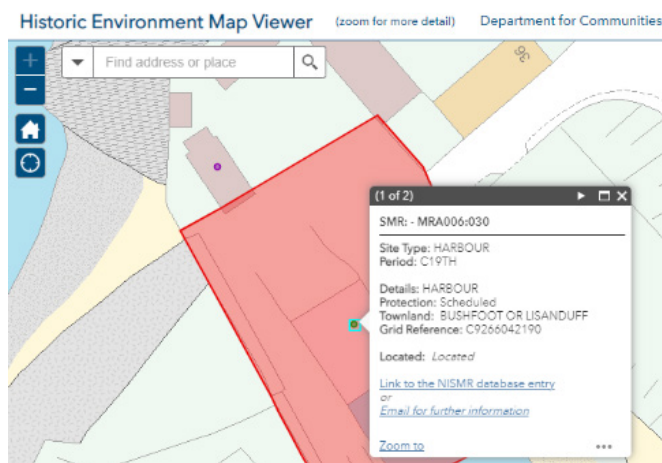 Historic Environment Map Viewer (zoom for more detail) Department for Communities
+
Find address or place
−
36
(1 of 2)
SMR: - MRA006:030
Site Type: HARBOUR
Period: C19TH
Details: HARBOUR
Protection: Scheduled
Townland: BUSHFOOT OR LISANDUFF
Grid Reference: C9266042190
Located: Located
Link to the NISMR database entry
or
Email for further information
Zoom to